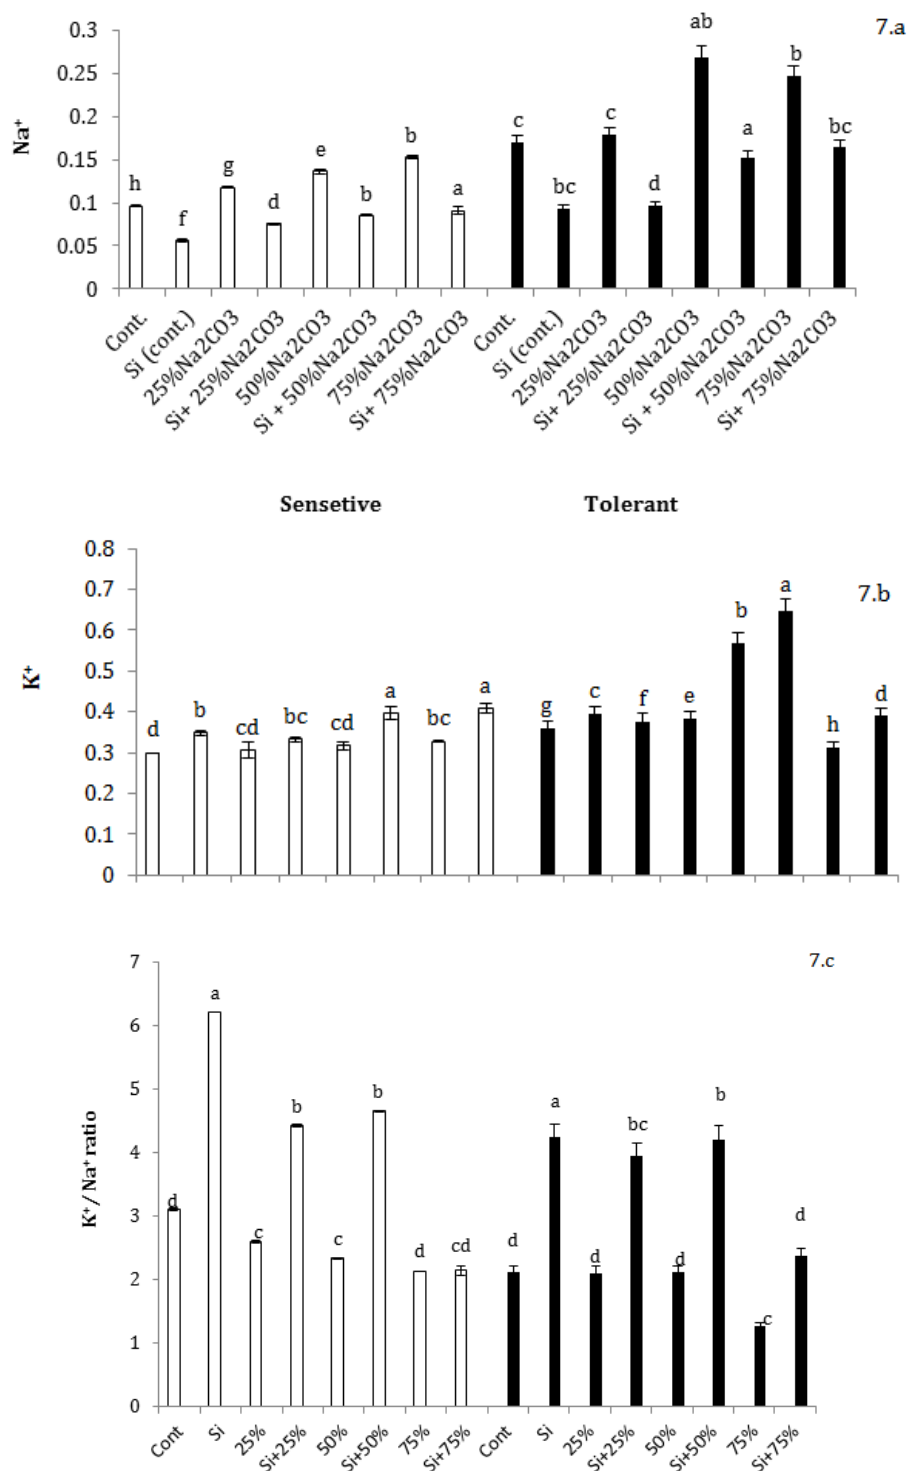 7.a
Na⁺
0.3
0.25
0.2
0.15
0.1
0.05
0
h f g d e b b a c bc c d ab a b bc
Cont.
Si (cont.)
25%Na2CO3
Si+ 25%Na2CO3
50%Na2CO3
Si + 50%Na2CO3
75%Na2CO3
Si+ 75%Na2CO3
Cont.
Si (cont.)
25%Na2CO3
Si+ 25%Na2CO3
50%Na2CO3
Si + 50%Na2CO3
75%Na2CO3
Si+ 75%Na2CO3
Sensetive Tolerant
7.b
K⁺
0.8
0.7
0.6
0.5
0.4
0.3
0.2
0.1
0
d b cd bc cd a bc a g c f e b a h d
7.c
K⁺/Na⁺ ratio
7
6
5
4
3
2
1
0
d a c b c b d cd d a d bc d b c d
Cont
Si
25%
Si+25%
50%
Si+50%
75%
Si+75%
Cont
Si
25%
Si+25%
50%
Si+50%
75%
Si+75%